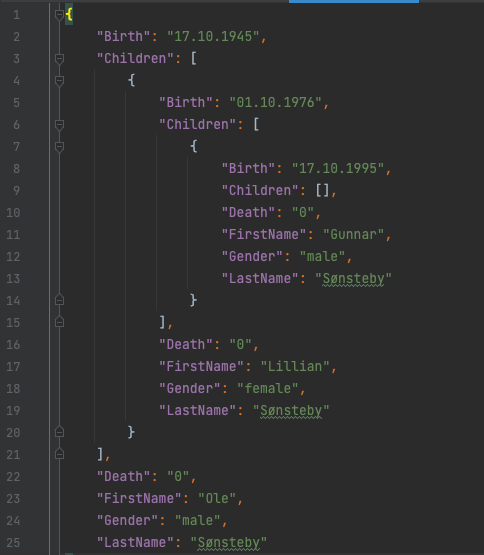 1 {
2     "Birth": "17.10.1945",
3     "Children": [
4         {
5             "Birth": "01.10.1976",
6             "Children": [
7                 {
8                     "Birth": "17.10.1995",
9                     "Children": [],
10                     "Death": "0",
11                     "FirstName": "Gunnar",
12                     "Gender": "male",
13                     "LastName": "Sønsteby"
14                 }
15             ],
16             "Death": "0",
17             "FirstName": "Lillian",
18             "Gender": "female",
19             "LastName": "Sønsteby"
20         }
21     ],
22     "Death": "0",
23     "FirstName": "Ole",
24     "Gender": "male",
25     "LastName": "Sønsteby"